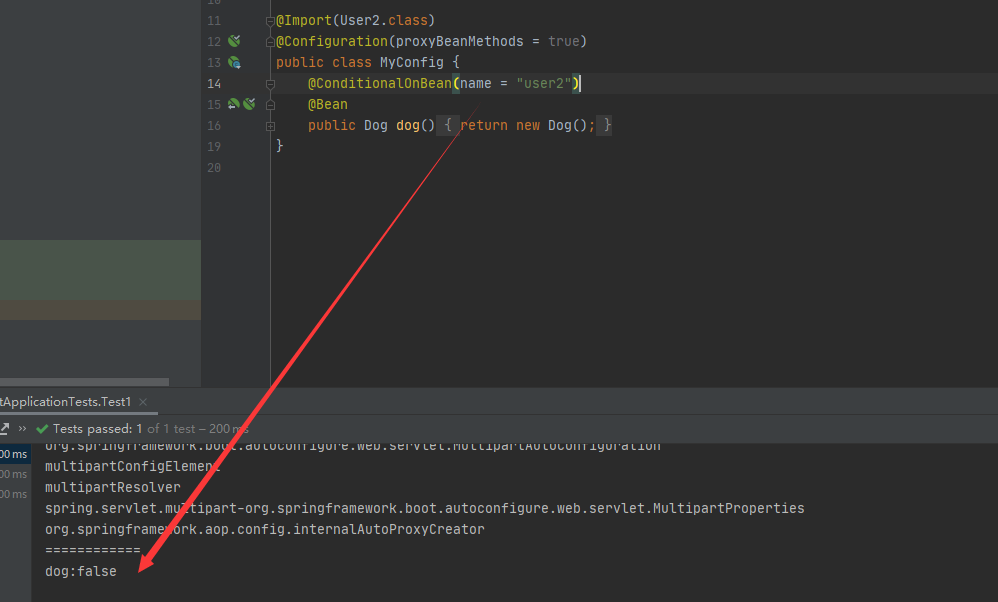 10
11 @Import(User2.class)
12 @Configuration(proxyBeanMethods = true)
13 public class MyConfig {
14 @ConditionalOnBean(name = "user2")
15 @Bean
16 public Dog dog() { return new Dog(); }
19 }
20
tApplicationTests.Test1 ×
» Tests passed: 1 of 1 test – 200 ms
00 ms org.springframework.boot.autoconfigure.web.servlet.MultipartAutoConfiguration
00 ms multipartConfigElement
00 ms multipartResolver
spring.servlet.multipart-org.springframework.boot.autoconfigure.web.servlet.MultipartProperties
org.springframework.aop.config.internalAutoProxyCreator
============
dog:false